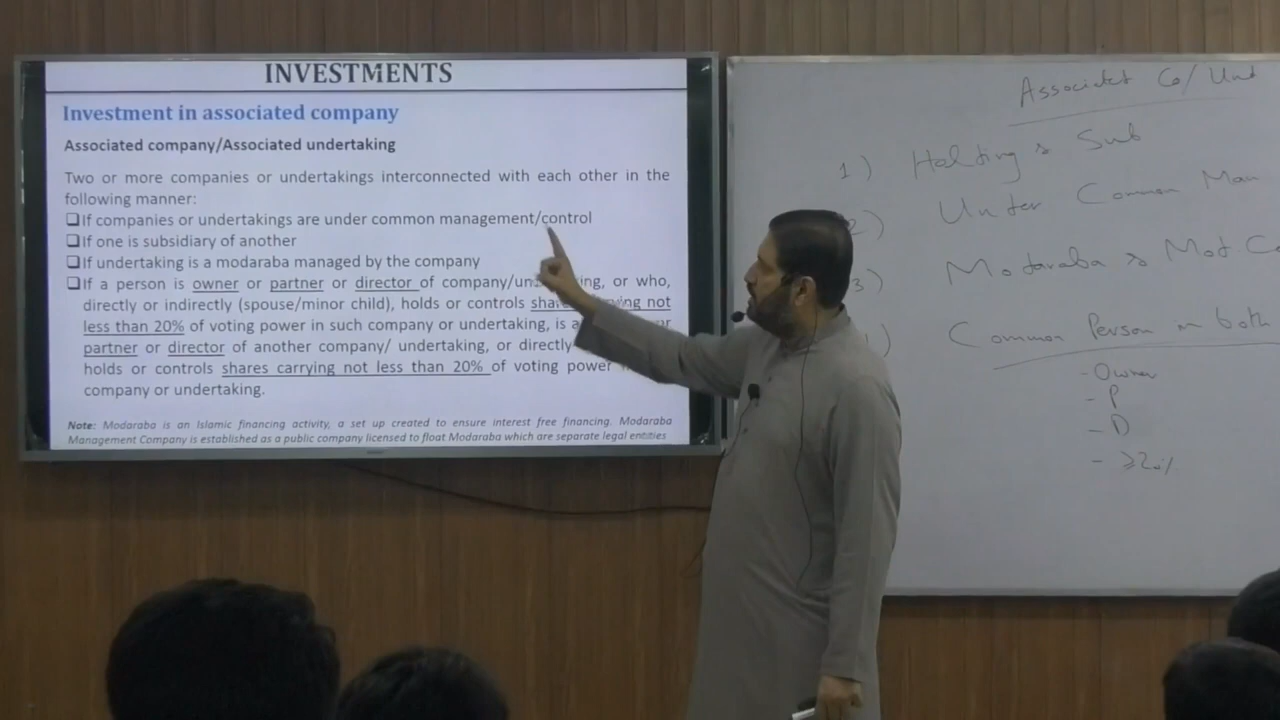 INVESTMENTS
Investment in associated company
Associated company/Associated undertaking
Two or more companies or undertakings interconnected with each other in the
following manner:
❑If companies or undertakings are under common management/control
❑If one is subsidiary of another
❑If undertaking is a modaraba managed by the company
❑If a person is owner or partner or director of company/un ng, or who,
directly or indirectly (spouse/minor child), holds or controls ng not
less than 20% of voting power in such company or undertaking, is
partner or director of another company/ undertaking, or directly
holds or controls shares carrying not less than 20% of voting power
company or undertaking.
Note: Modaraba is an Islamic financing activity, a set up created to ensure interest free financing. Modaraba
Management Company is established as a public company licensed to float Modaraba which are separate legal entities
Co/
1) Holding & Sub
2) Under Common Man
3) Modaraba & Mod C
) Common Person in both
- Owner
- P
- D
- ≥20%